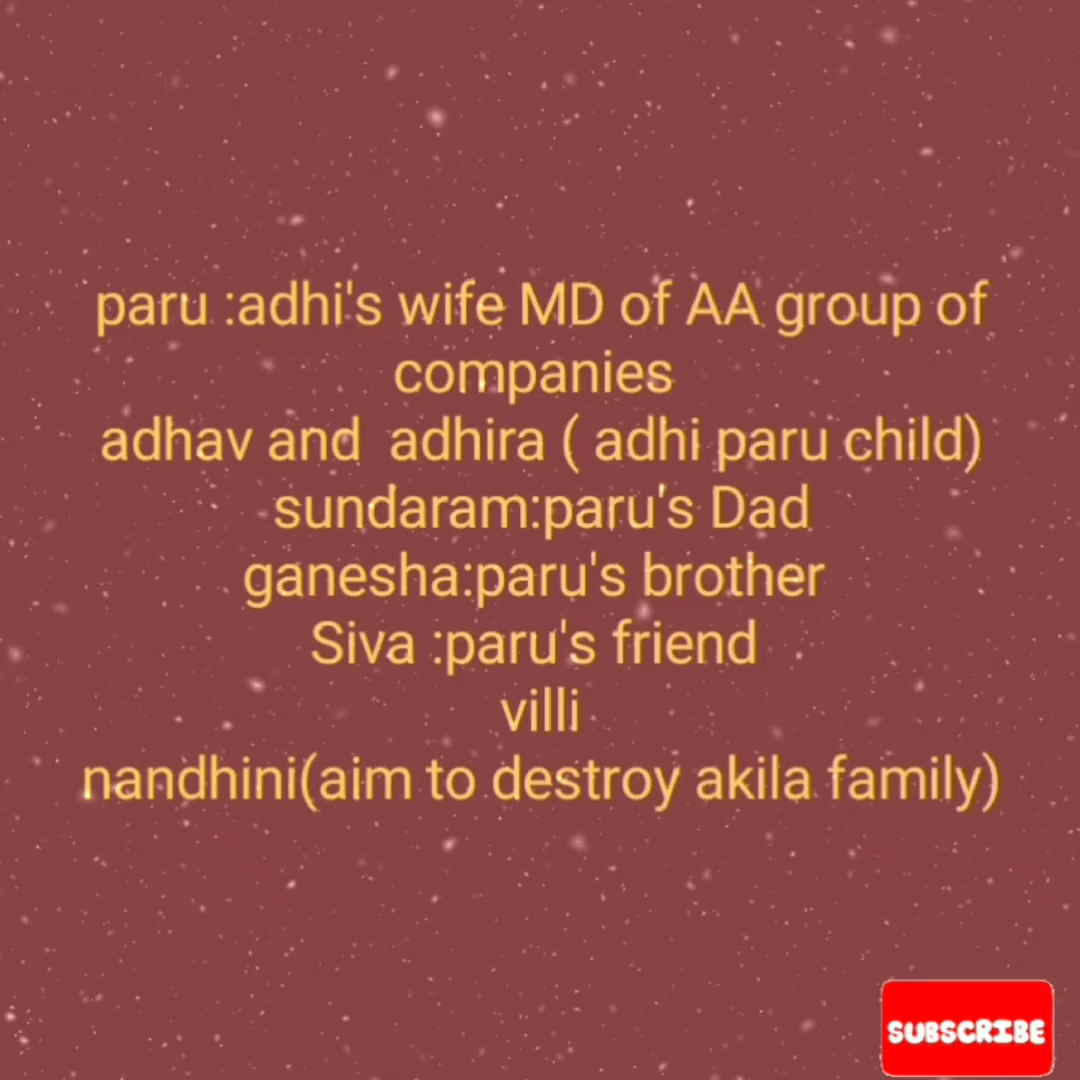 paru :adhi's wife MD of AA group of
companies
adhav and  adhira ( adhi paru child)
sundaram:paru's Dad
ganesha:paru's brother
Siva :paru's friend
villi
nandhini(aim to destroy akila family)
SUBSCRIBE